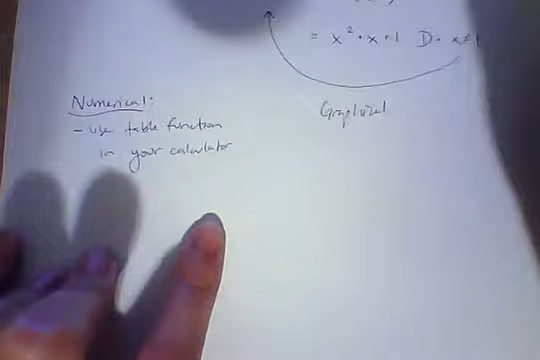 = x² + x + 1 D: x ≠ 1
Numerical:
Graphical
- use table function
in your calculator